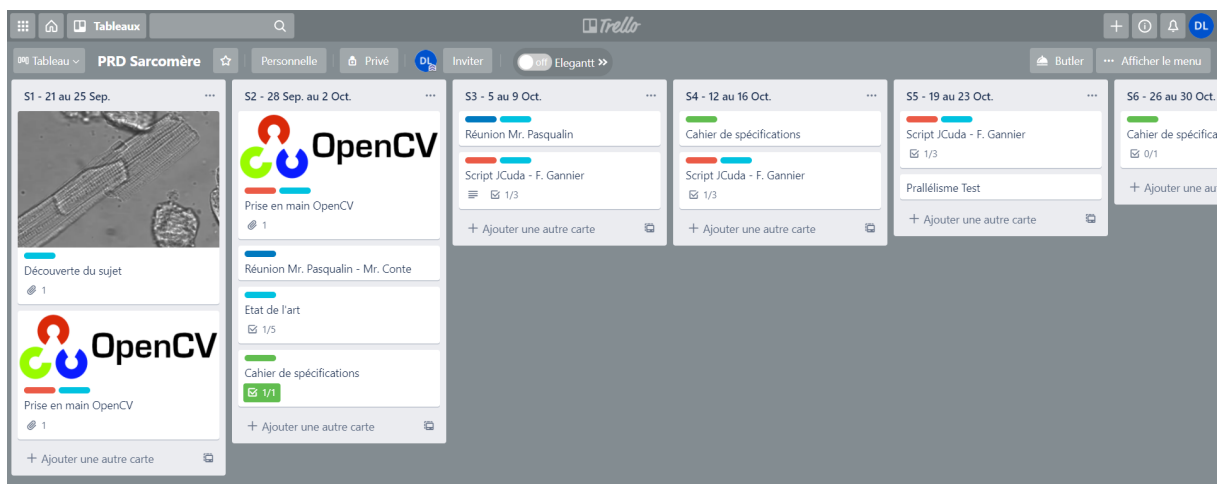 Tableaux
Trello
DL
Tableau
PRD Sarcomère
Personnelle
Privé
DL
Inviter
off
Elegantt
Butler
Afficher le menu
S1 - 21 au 25 Sep.
Découverte du sujet
1
OpenCV
Prise en main OpenCV
1
+ Ajouter une autre carte
S2 - 28 Sep. au 2 Oct.
OpenCV
Prise en main OpenCV
1
Réunion Mr. Pasqualin - Mr. Conte
Etat de l'art
1/5
Cahier de spécifications
1/1
+ Ajouter une autre carte
S3 - 5 au 9 Oct.
Réunion Mr. Pasqualin
Script JCuda - F. Gannier
1/3
+ Ajouter une autre carte
S4 - 12 au 16 Oct.
Cahier de spécifications
Script JCuda - F. Gannier
1/3
+ Ajouter une autre carte
S5 - 19 au 23 Oct.
Script JCuda - F. Gannier
1/3
Prallélisme Test
+ Ajouter une autre carte
S6 - 26 au 30 Oct.
Cahier de spécifica
0/1
+ Ajouter une au